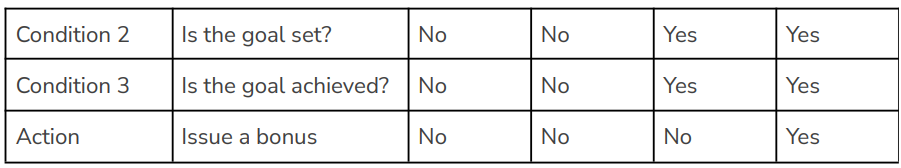 Condition 2 Is the goal set? No No Yes Yes
Condition 3 Is the goal achieved? No No Yes Yes
Action Issue a bonus No No No Yes